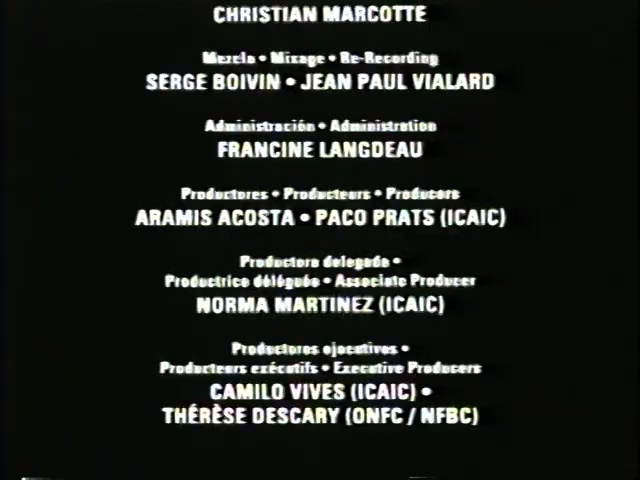 CHRISTIAN MARCOTTE
Mezcla • Mixage • Re-Recording
SERGE BOIVIN • JEAN PAUL VIALARD
Administración • Administration
FRANCINE LANGDEAU
Productores • Producteurs • Producers
ARAMIS ACOSTA • PACO PRATS (ICAIC)
Productora delegada •
Productrice déléguée • Associate Producer
NORMA MARTINEZ (ICAIC)
Productores ejecutivos •
Producteurs exécutifs • Executive Producers
CAMILO VIVES (ICAIC) •
THÉRÈSE DESCARY (ONFC / NFBC)